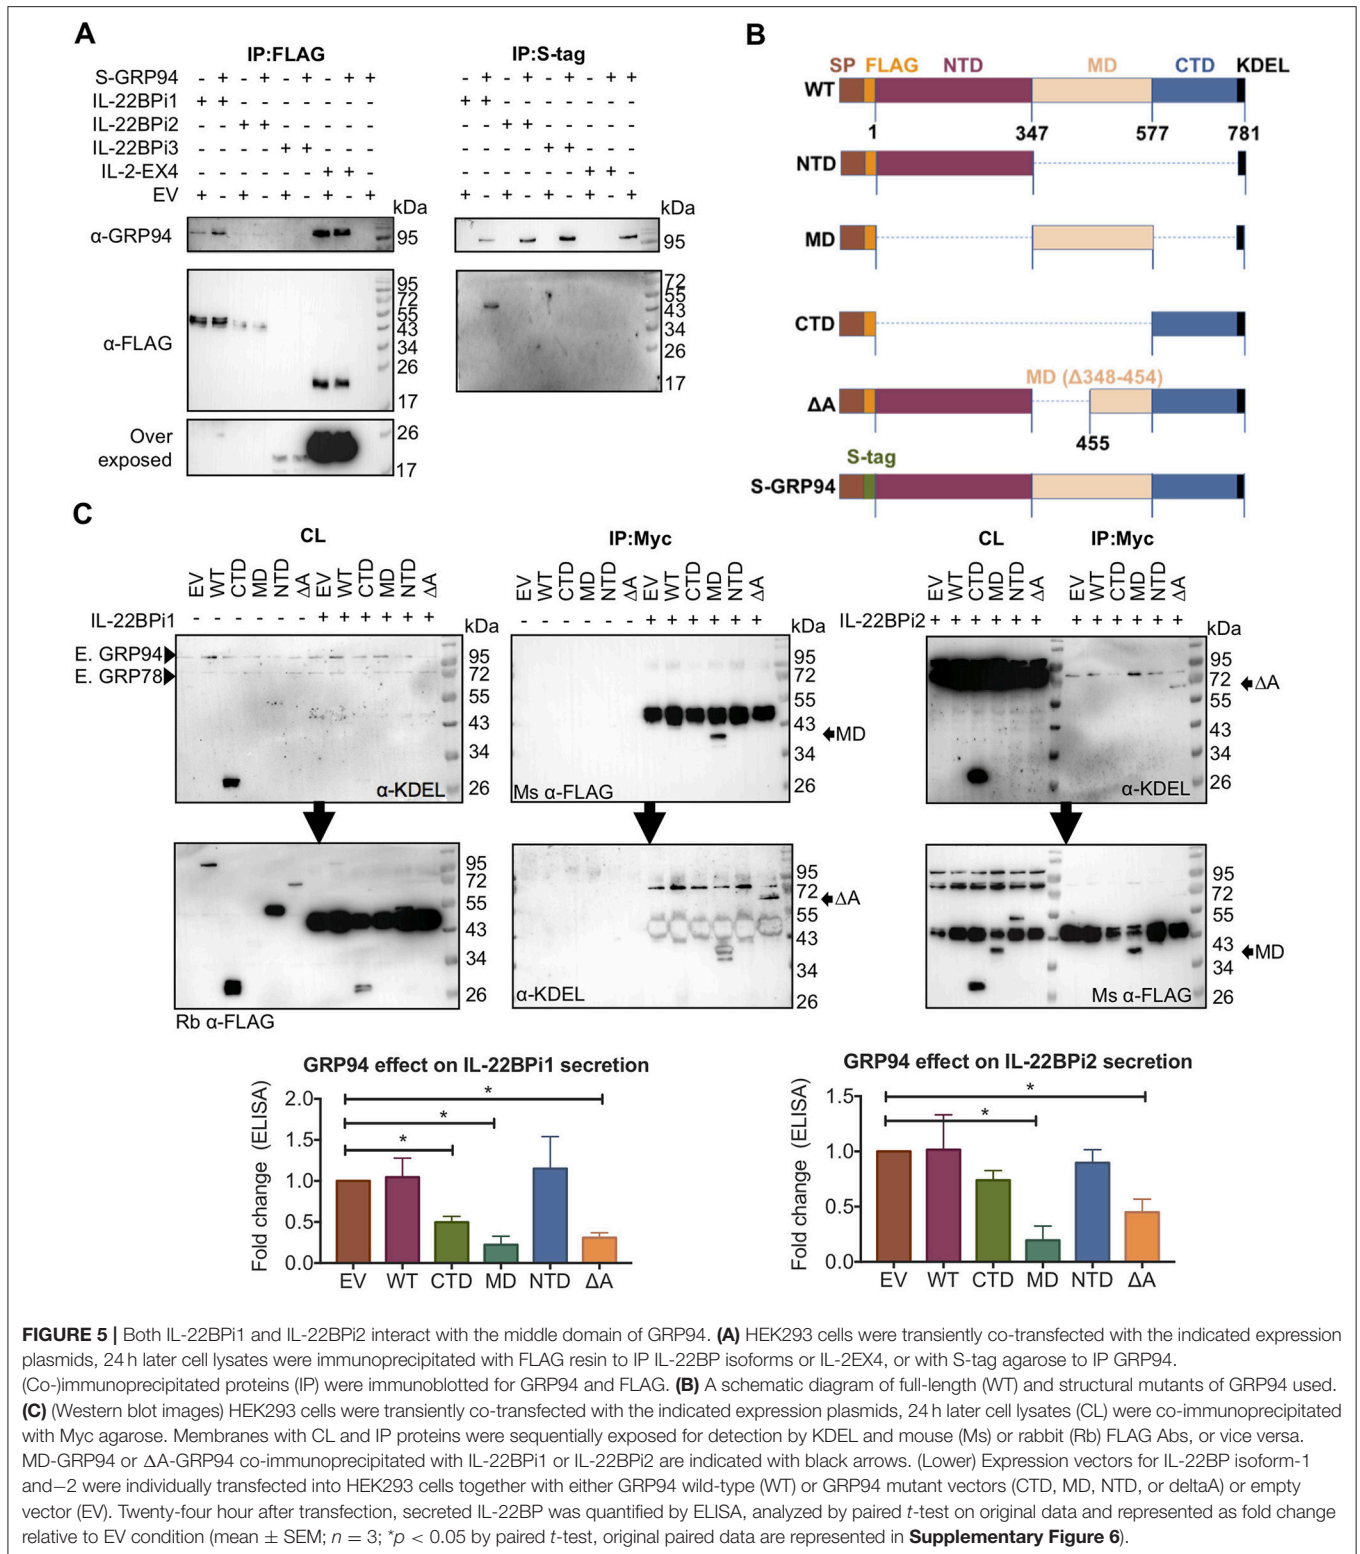 A
IP:FLAG
IP:S-tag
S-GRP94 - + - + - + - + +
- + - + - + - + +
IL-22BPi1 + + - - - - - - -
+ + - - - - - - -
IL-22BPi2 - - + + - - - - -
- - + + - - - - -
IL-22BPi3 - - - - + + - - -
- - - - + + - - -
IL-2-EX4 - - - - - - + + -
- - - - - - + + -
EV + - + - + - + - +
+ - + - + - + - +
kDa
kDa
α-GRP94
95
95
α-FLAG
95
72
55
43
34
26
17
72
55
43
34
26
17
Over
exposed
26
17
B
SP FLAG NTD MD CTD KDEL
WT
1 347 577 781
NTD
MD
CTD
MD (Δ348-454)
ΔA
455
S-tag
S-GRP94
C
CL
EV WT CTD MD NTD ΔA EV WT CTD MD NTD ΔA
IL-22BPi1 - - - - - - + + + + + +
kDa
E. GRP94
E. GRP78
95
72
55
43
34
26
α-KDEL
95
72
55
43
34
26
Rb α-FLAG
IP:Myc
EV WT CTD MD NTD ΔA EV WT CTD MD NTD ΔA
- - - - - - + + + + + +
kDa
95
72
55
43
34
26
MD
Ms α-FLAG
95
72
55
43
34
26
ΔA
α-KDEL
CL IP:Myc
EV WT CTD MD NTD ΔA EV WT CTD MD NTD ΔA
IL-22BPi2 + + + + + + + + + + + +
kDa
95
72
55
43
34
26
ΔA
α-KDEL
95
72
55
43
34
26
MD
Ms α-FLAG
GRP94 effect on IL-22BPi1 secretion
Fold change (ELISA)
2.0
1.5
1.0
0.5
0.0
*
*
*
EV WT CTD MD NTD ΔA
GRP94 effect on IL-22BPi2 secretion
Fold change (ELISA)
1.5
1.0
0.5
0.0
*
*
EV WT CTD MD NTD ΔA
FIGURE 5 | Both IL-22BPi1 and IL-22BPi2 interact with the middle domain of GRP94. (A) HEK293 cells were transiently co-transfected with the indicated expression
plasmids, 24 h later cell lysates were immunoprecipitated with FLAG resin to IP IL-22BP isoforms or IL-2EX4, or with S-tag agarose to IP GRP94.
(Co-)immunoprecipitated proteins (IP) were immunoblotted for GRP94 and FLAG. (B) A schematic diagram of full-length (WT) and structural mutants of GRP94 used.
(C) (Western blot images) HEK293 cells were transiently co-transfected with the indicated expression plasmids, 24 h later cell lysates (CL) were co-immunoprecipitated
with Myc agarose. Membranes with CL and IP proteins were sequentially exposed for detection by KDEL and mouse (Ms) or rabbit (Rb) FLAG Abs, or vice versa.
MD-GRP94 or ΔA-GRP94 co-immunoprecipitated with IL-22BPi1 or IL-22BPi2 are indicated with black arrows. (Lower) Expression vectors for IL-22BP isoform-1
and−2 were individually transfected into HEK293 cells together with either GRP94 wild-type (WT) or GRP94 mutant vectors (CTD, MD, NTD, or deltaA) or empty
vector (EV). Twenty-four hour after transfection, secreted IL-22BP was quantified by ELISA, analyzed by paired t-test on original data and represented as fold change
relative to EV condition (mean ± SEM; n = 3; *p < 0.05 by paired t-test, original paired data are represented in Supplementary Figure 6).